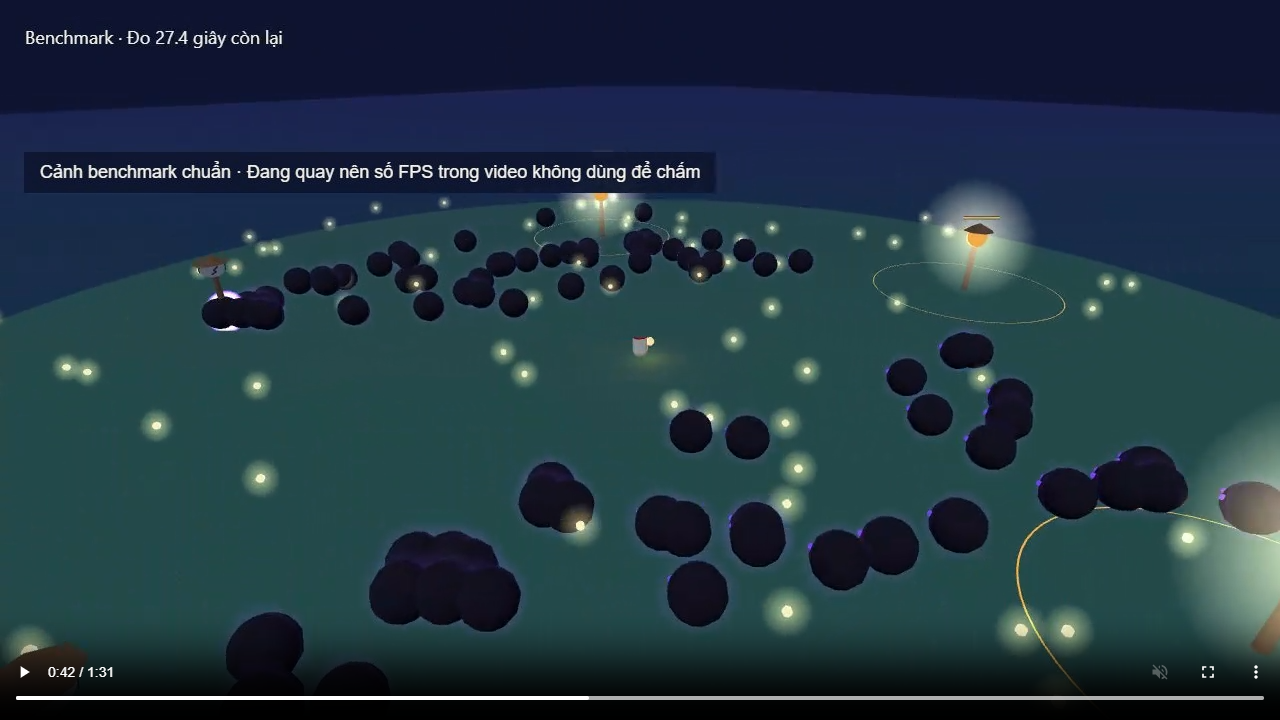 Benchmark · Đo 27.4 giây còn lại
Cảnh benchmark chuẩn · Đang quay nên số FPS trong video không dùng để chấm
0:42 / 1:31